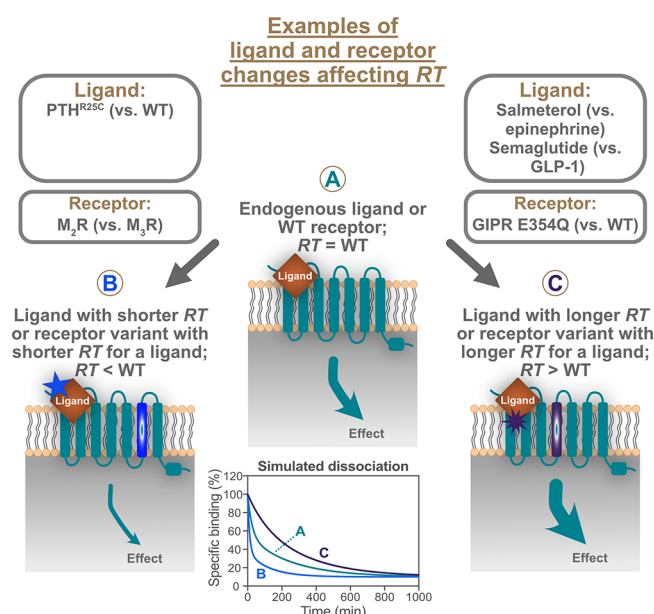 Examples of
ligand and receptor
changes affecting RT
Ligand:
PTHR25C (vs. WT)
Receptor:
M2R (vs. M3R)
Ligand:
Salmeterol (vs.
epinephrine)
Semaglutide (vs.
GLP-1)
Receptor:
GIPR E354Q (vs. WT)
A
Endogenous ligand or
WT receptor;
RT = WT
Ligand
Effect
B
Ligand with shorter RT
or receptor variant with
shorter RT for a ligand;
RT < WT
Ligand
Effect
C
Ligand with longer RT
or receptor variant with
longer RT for a ligand;
RT > WT
Ligand
Effect
Simulated dissociation
Specific binding (%)
120
100
80
60
40
20
0
A
C
B
0 200 400 600 800 1000
Time (min)